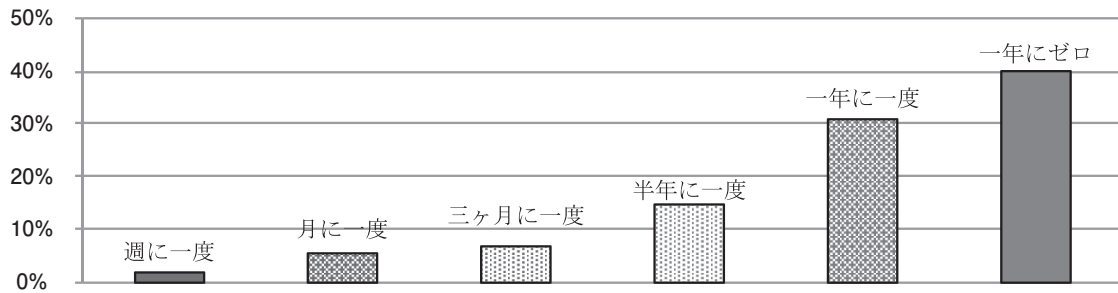 50%
40%
30%
20%
10%
0%
週に一度
月に一度
三ヶ月に一度
半年に一度
一年に一度
一年にゼロ